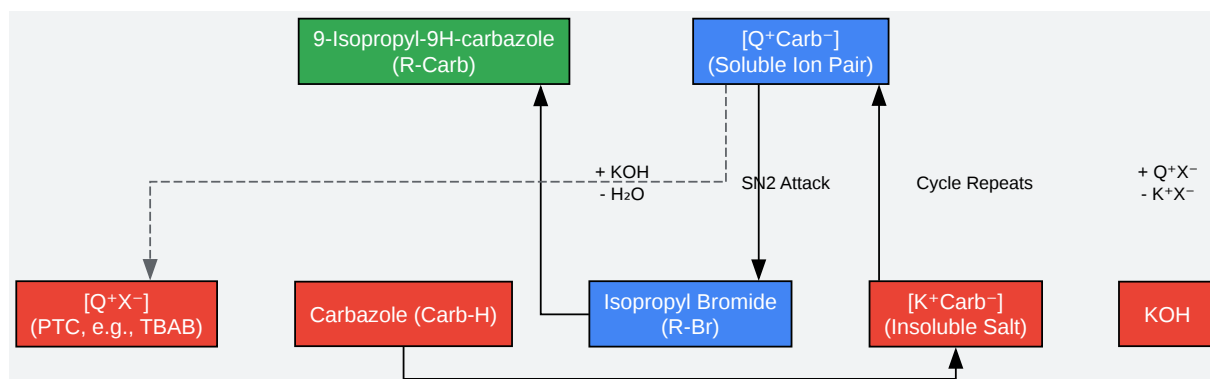 9-Isopropyl-9H-carbazole
(R-Carb)
[Q⁺Carb⁻]
(Soluble Ion Pair)
+ KOH
- H₂O
SN2 Attack
Cycle Repeats
+ Q⁺X⁻
- K⁺X⁻
[Q⁺X⁻]
(PTC, e.g., TBAB)
Carbazole (Carb-H)
Isopropyl Bromide
(R-Br)
[K⁺Carb⁻]
(Insoluble Salt)
KOH